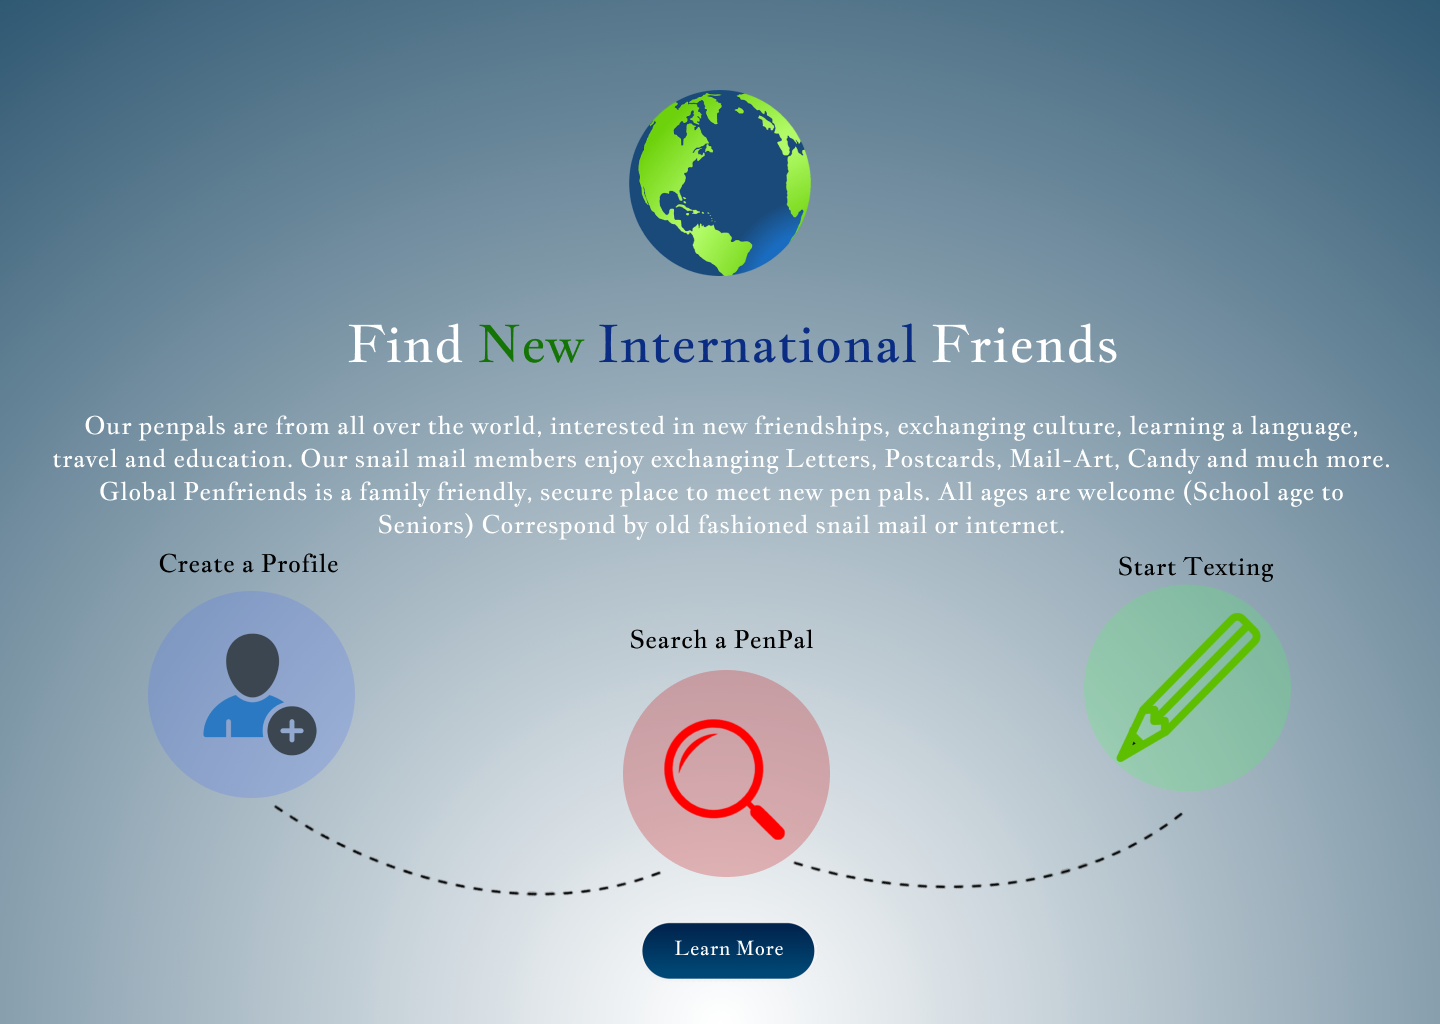 Find New International Friends
Our penpals are from all over the world, interested in new friendships, exchanging culture, learning a language,
travel and education. Our snail mail members enjoy exchanging Letters, Postcards, Mail-Art, Candy and much more.
Global Penfriends is a family friendly, secure place to meet new pen pals. All ages are welcome (School age to
Seniors) Correspond by old fashioned snail mail or internet.
Create a Profile
Search a PenPal
Start Texting
Learn More